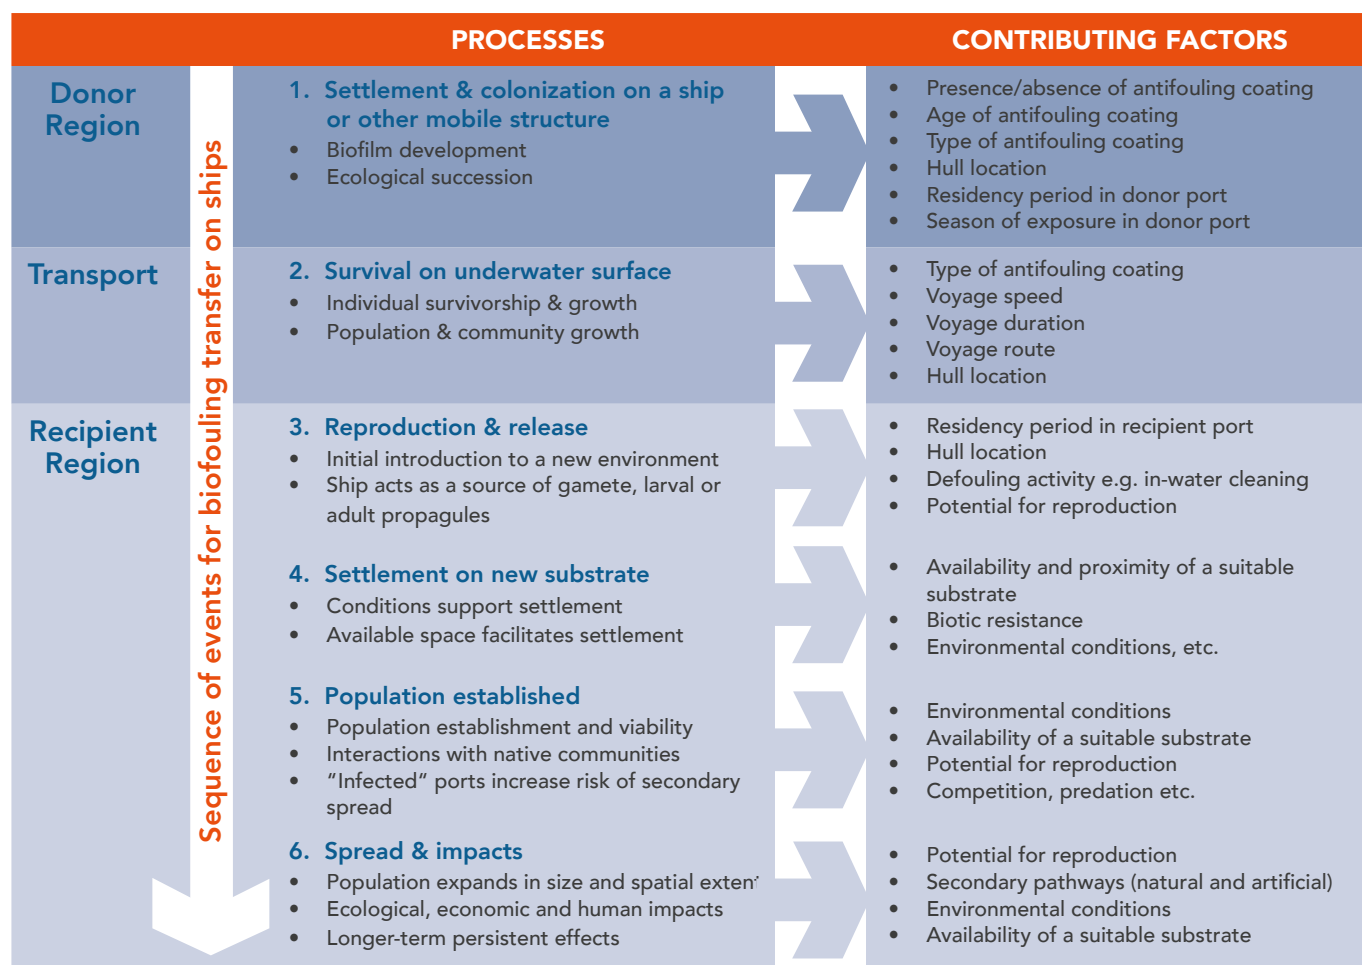 PROCESSES
CONTRIBUTING FACTORS
Sequence of events for biofouling transfer on ships
Donor
Region
1. Settlement & colonization on a ship
or other mobile structure
• Biofilm development
• Ecological succession
• Presence/absence of antifouling coating
• Age of antifouling coating
• Type of antifouling coating
• Hull location
• Residency period in donor port
• Season of exposure in donor port
Transport
2. Survival on underwater surface
• Individual survivorship & growth
• Population & community growth
• Type of antifouling coating
• Voyage speed
• Voyage duration
• Voyage route
• Hull location
Recipient
Region
3. Reproduction & release
• Initial introduction to a new environment
• Ship acts as a source of gamete, larval or
adult propagules
• Residency period in recipient port
• Hull location
• Defouling activity e.g. in-water cleaning
• Potential for reproduction
4. Settlement on new substrate
• Conditions support settlement
• Available space facilitates settlement
• Availability and proximity of a suitable
substrate
• Biotic resistance
• Environmental conditions, etc.
5. Population established
• Population establishment and viability
• Interactions with native communities
• “Infected“ ports increase risk of secondary
spread
• Environmental conditions
• Availability of a suitable substrate
• Potential for reproduction
• Competition, predation etc.
6. Spread & impacts
• Population expands in size and spatial extent
• Ecological, economic and human impacts
• Longer-term persistent effects
• Potential for reproduction
• Secondary pathways (natural and artificial)
• Environmental conditions
• Availability of a suitable substrate